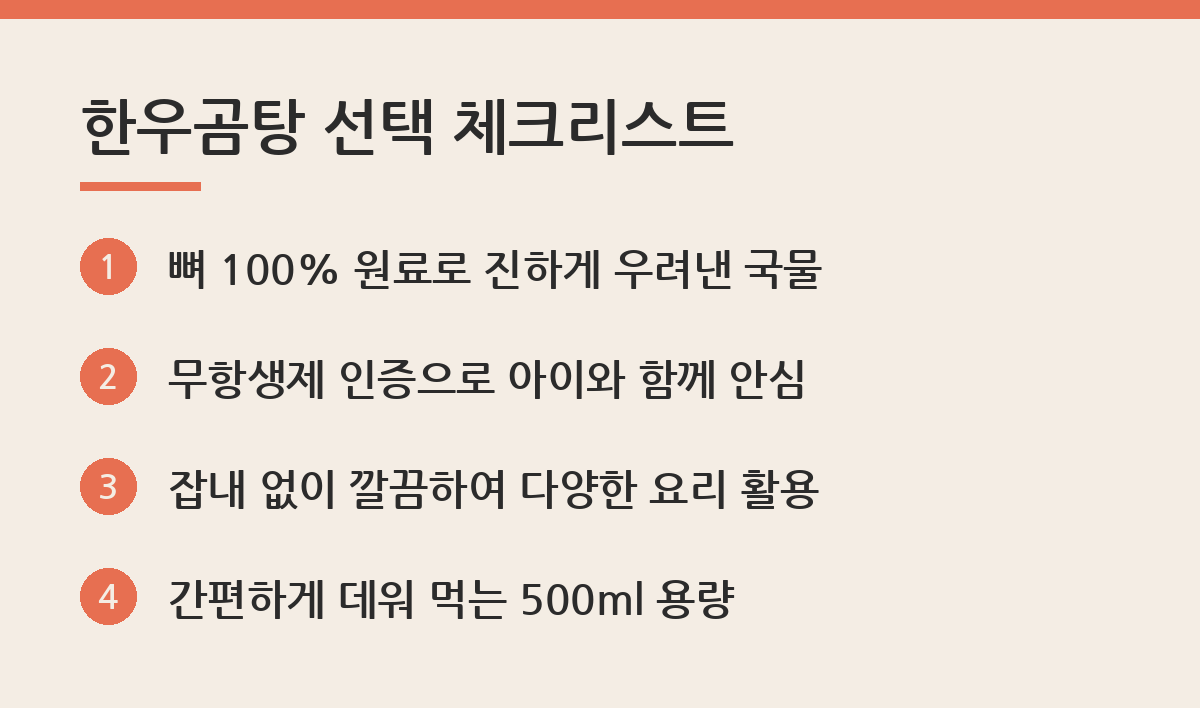 한우곰탕 선택 체크리스트
1 뼈 100% 원료로 진하게 우려낸 국물
2 무항생제 인증으로 아이와 함께 안심
3 잡내 없이 깔끔하여 다양한 요리 활용
4 간편하게 데워 먹는 500ml 용량